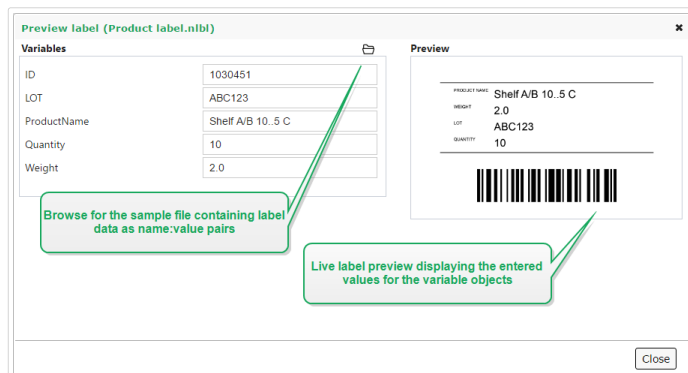 Preview label (Product label.nlbl)
Variables
ID 1030451
LOT ABC123
ProductName Shelf A/B 10..5 C
Quantity 10
Weight 2.0
Browse for the sample file containing label
data as name:value pairs
Preview
PRODUCT NAME Shelf A/B 10..5 C
WEIGHT 2.0
LOT ABC123
QUANTITY 10
Live label preview displaying the entered
values for the variable objects
Close